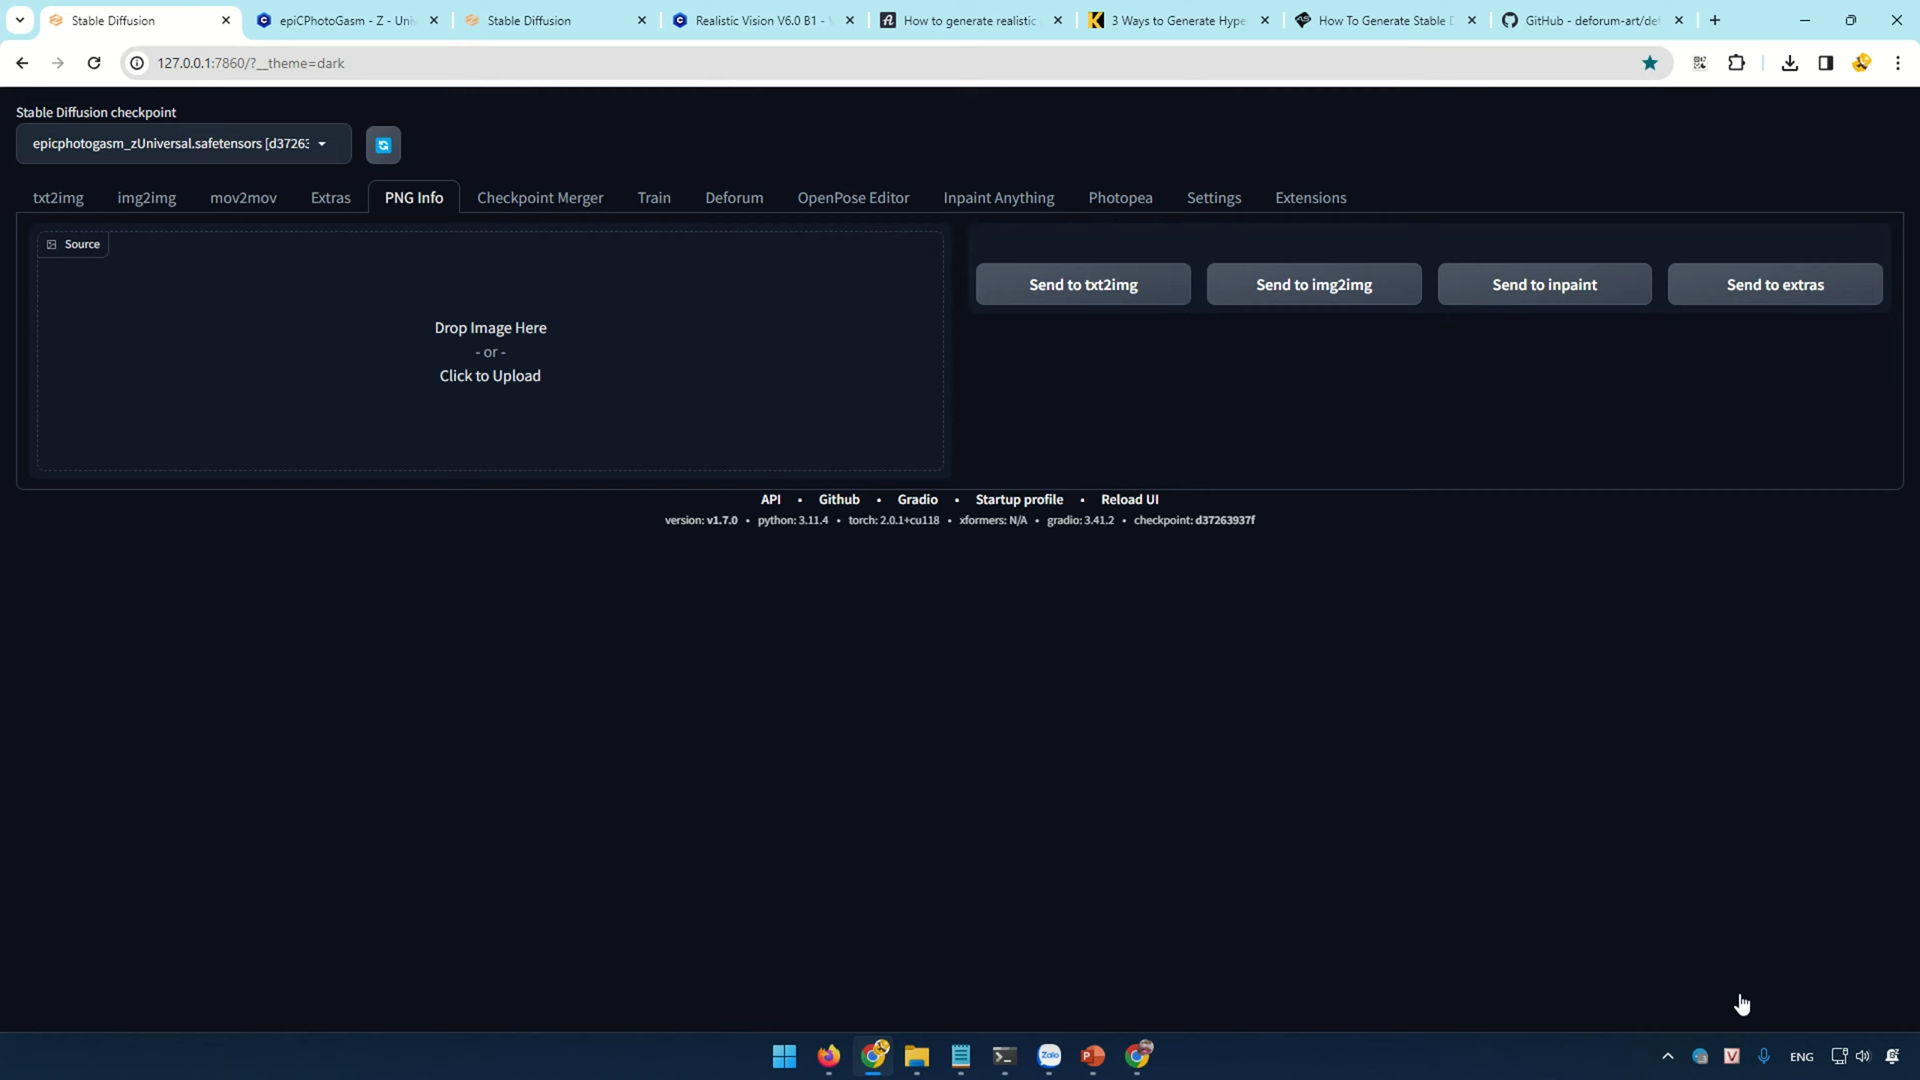 Stable Diffusion
epiCPhotoGasm - Z - Uni
Stable Diffusion
Realistic Vision V6.0 B1 -
How to generate realistic
3 Ways to Generate Hype
How To Generate Stable D
GitHub - deforum-art/def
127.0.0.1:7860/?__theme=dark
Stable Diffusion checkpoint
epicphotogasm_zUniversal.safetensors [d3726
txt2img
img2img
mov2mov
Extras
PNG Info
Checkpoint Merger
Train
Deforum
OpenPose Editor
Inpaint Anything
Photopea
Settings
Extensions
Source
Drop Image Here
- or -
Click to Upload
Send to txt2img
Send to img2img
Send to inpaint
Send to extras
API • Github • Gradio • Startup profile • Reload UI
version: v1.7.0 • python: 3.11.4 • torch: 2.0.1+cu118 • xformers: N/A • gradio: 3.41.2 • checkpoint: d37263937f
Zalo
V
ENG